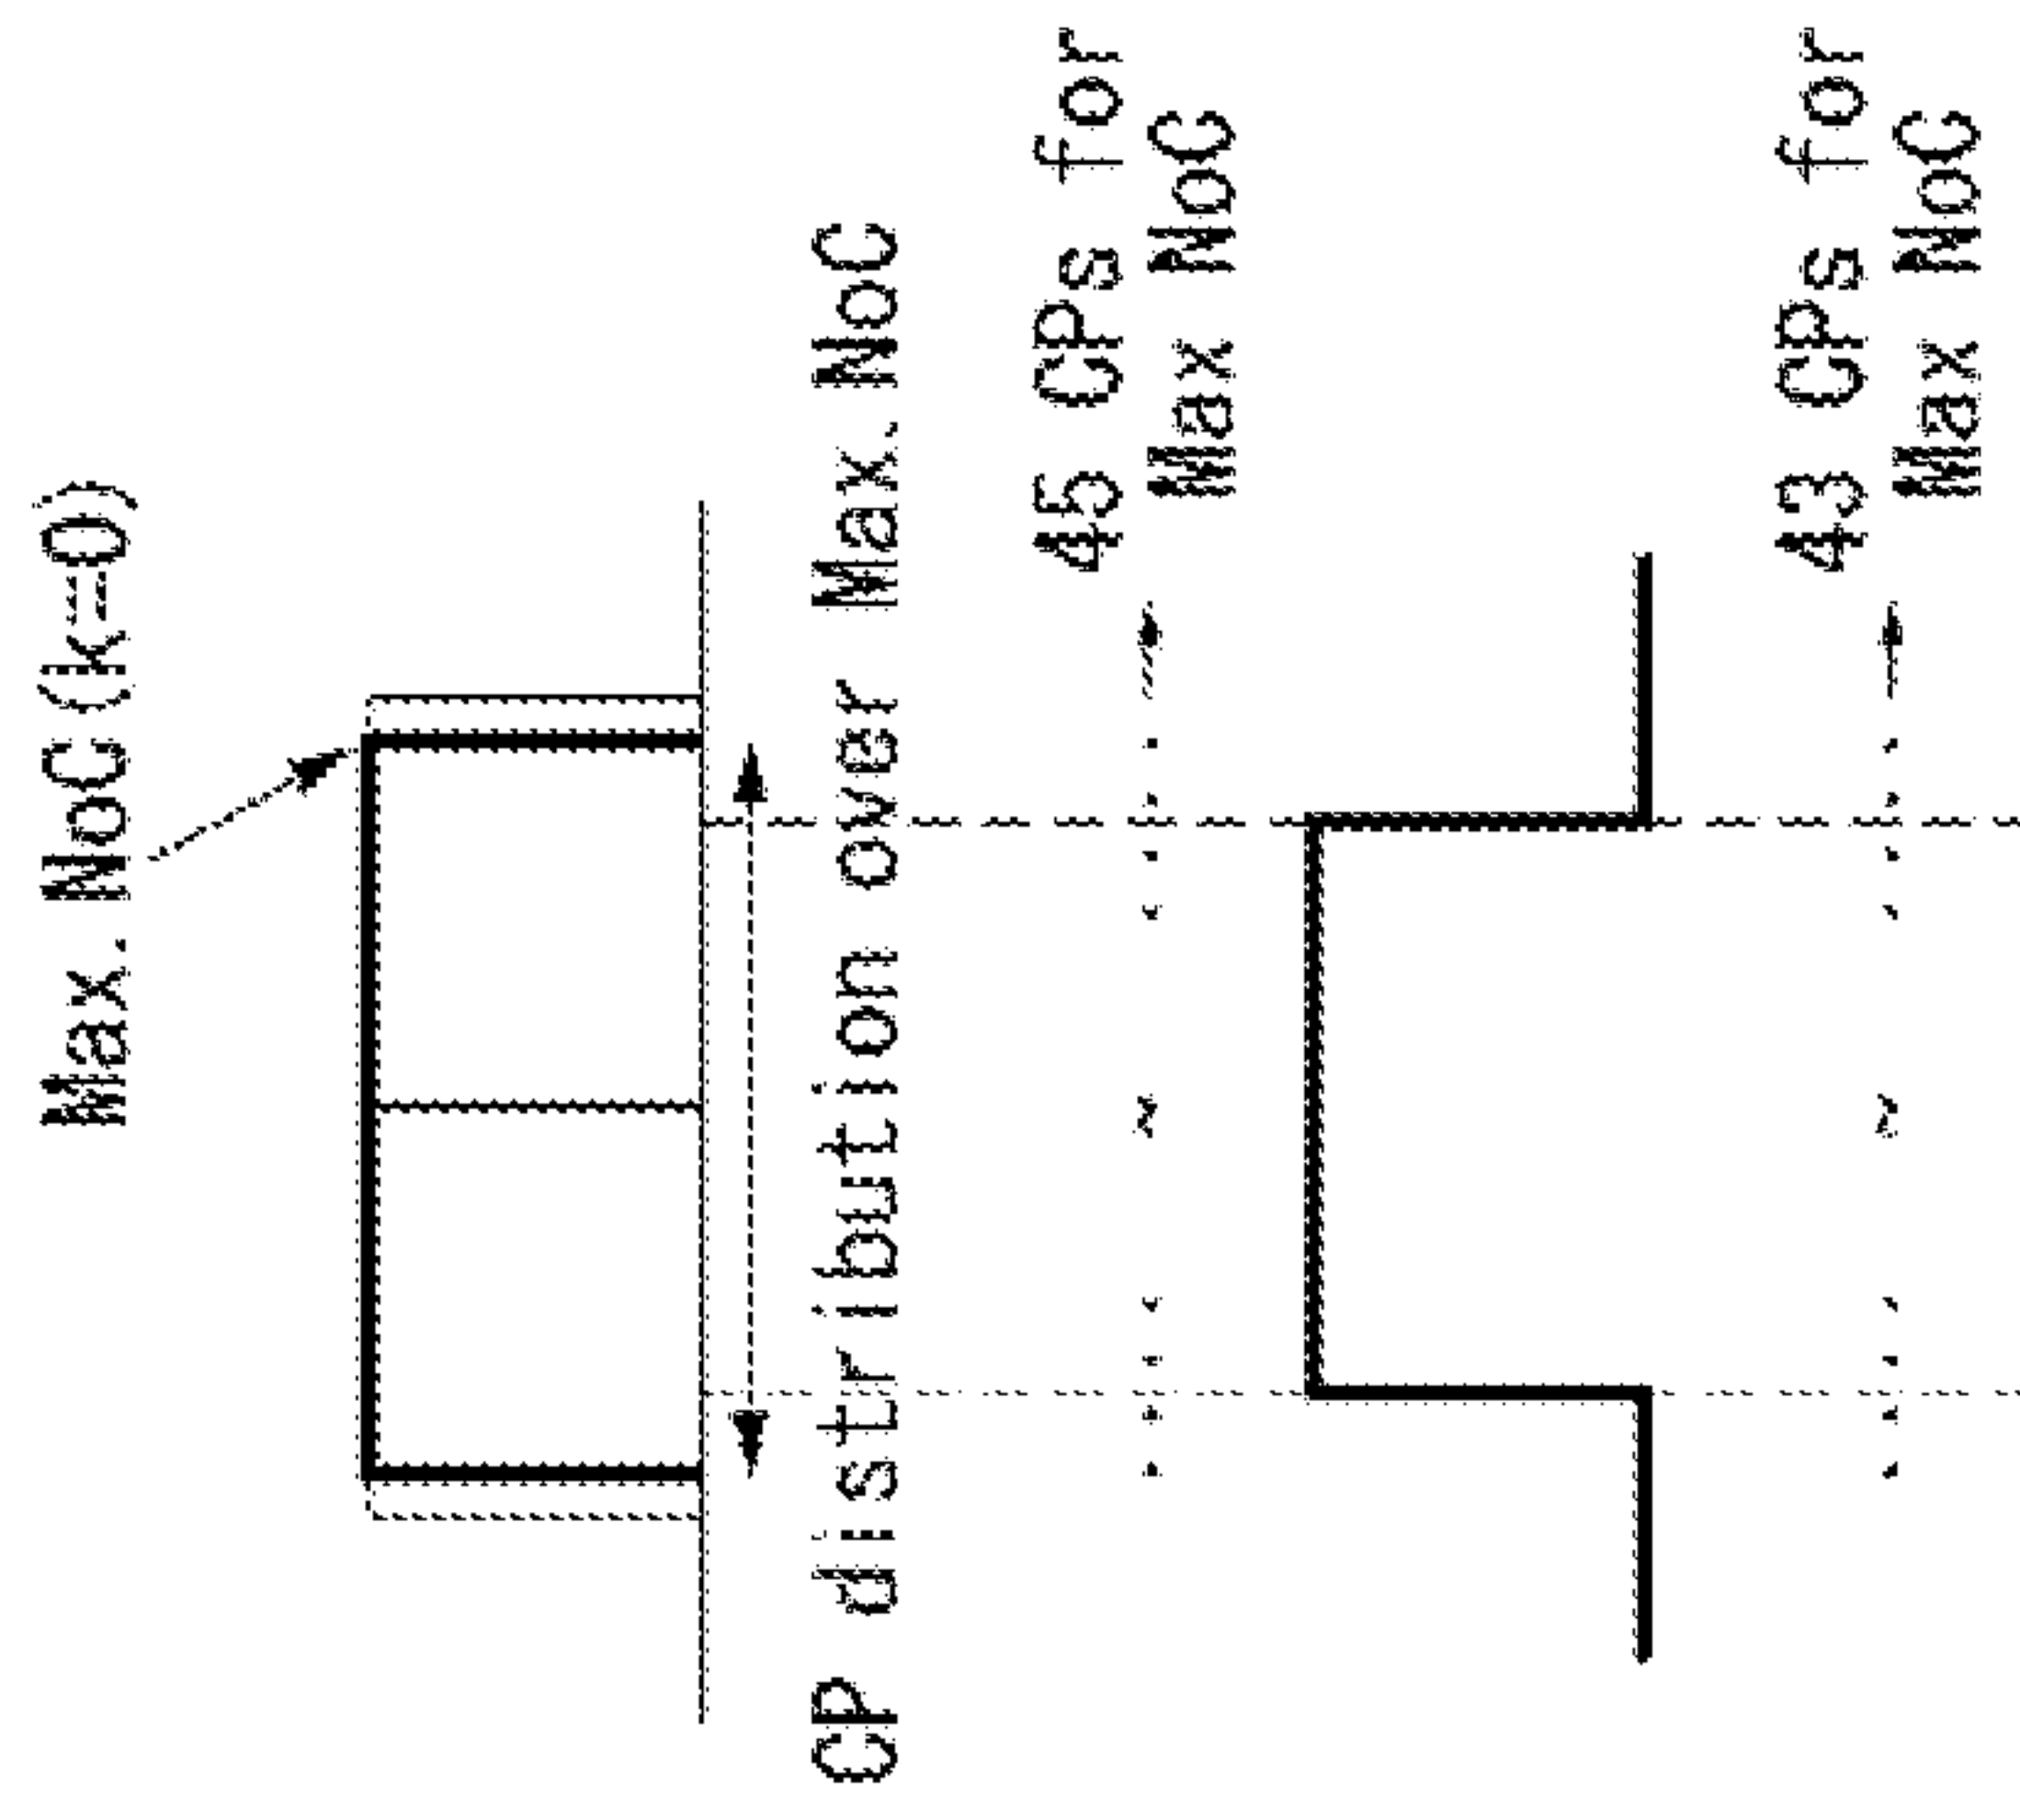 Max. NoC(k=0)
CP distribution over Max. NoC
45 CPs for
Max NoC
43 CPs for
Max NoC